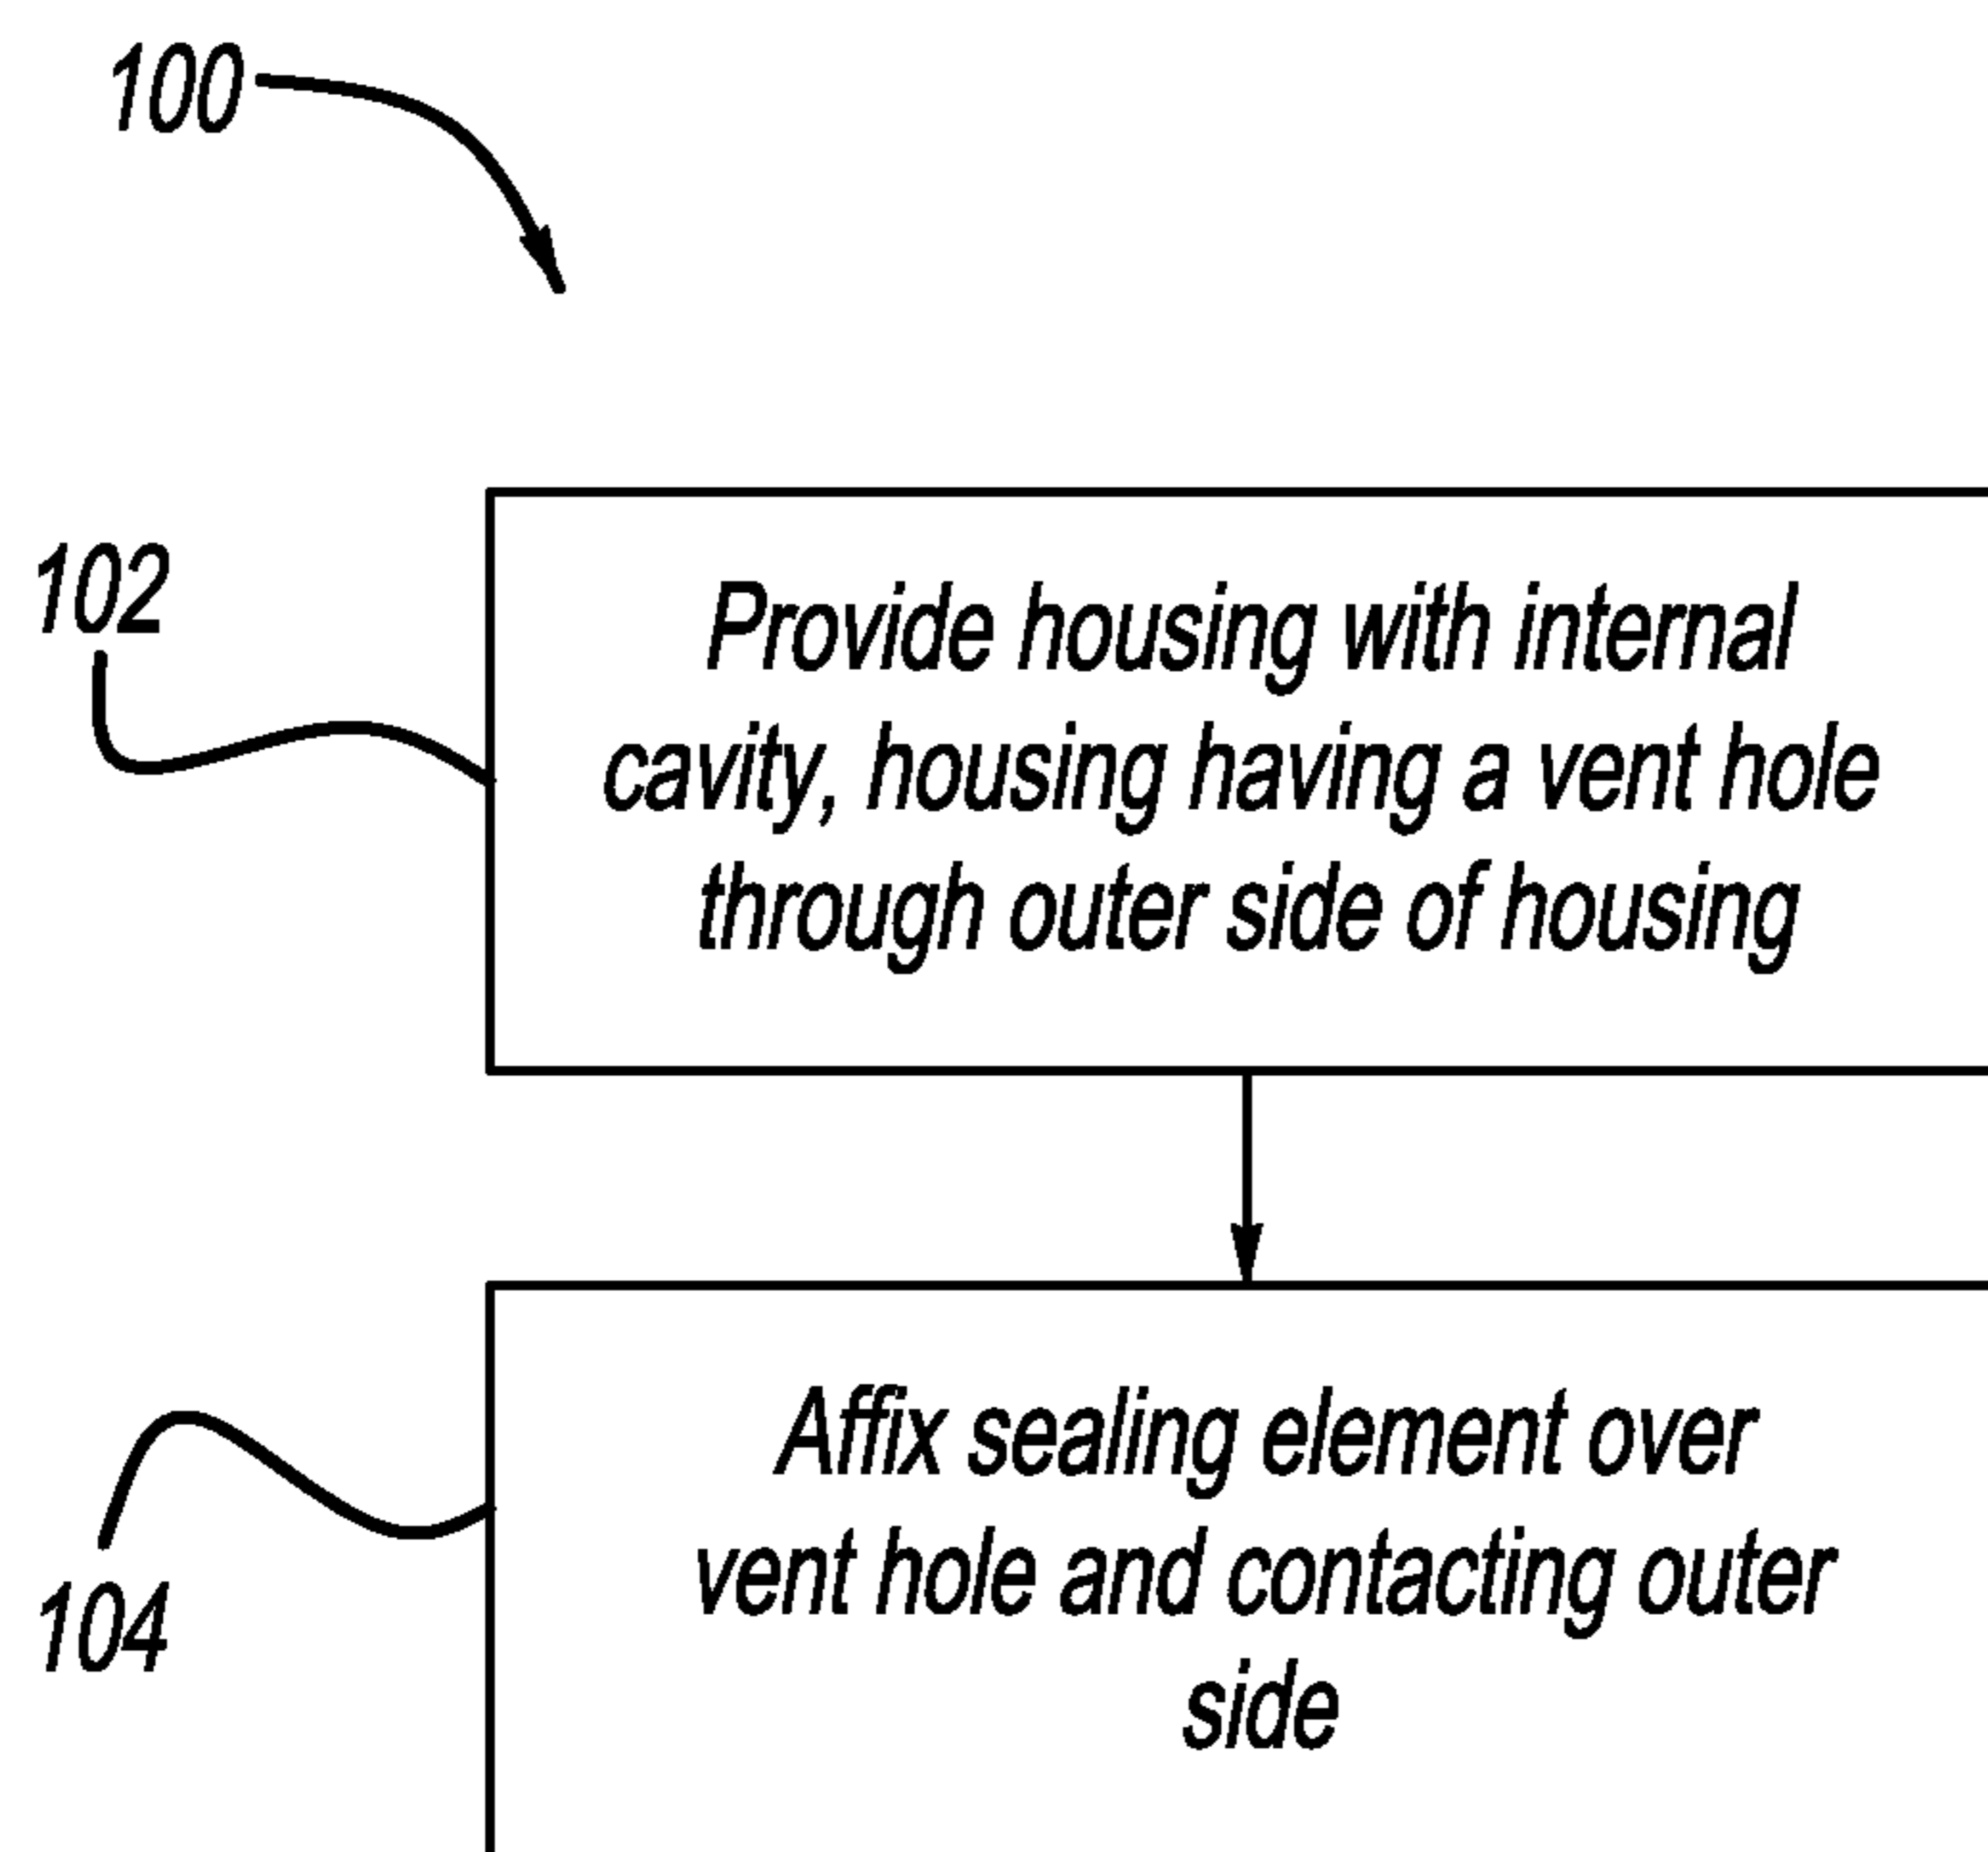 100
102
Provide housing with internal
cavity, housing having a vent hole
through outer side of housing
Affix sealing element over
vent hole and contacting outer
side
104